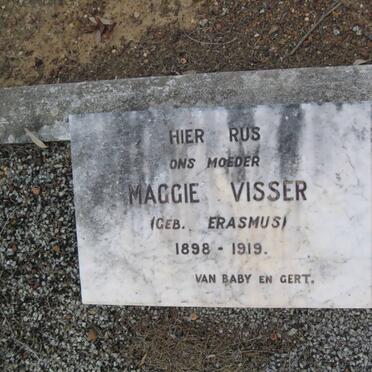 HIER RUS
ONS MOEDER
MAGGIE VISSER
(GEB. ERASMUS)
1898 - 1919.
VAN BABY EN GERT.